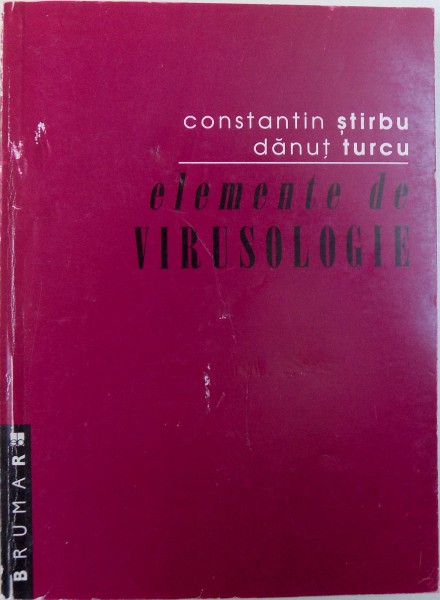 constantin știrbu
dănuț turcu
elemente de
VIRUSOLOGIE
BRUMAR